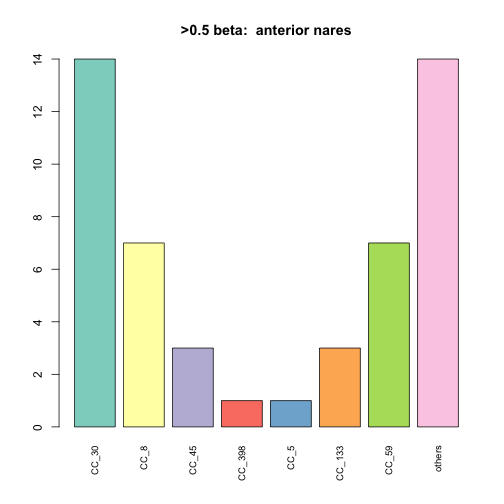 >0.5 beta:  anterior nares
14
12
10
8
6
4
2
0
CC_30
CC_8
CC_45
CC_398
CC_5
CC_133
CC_59
others